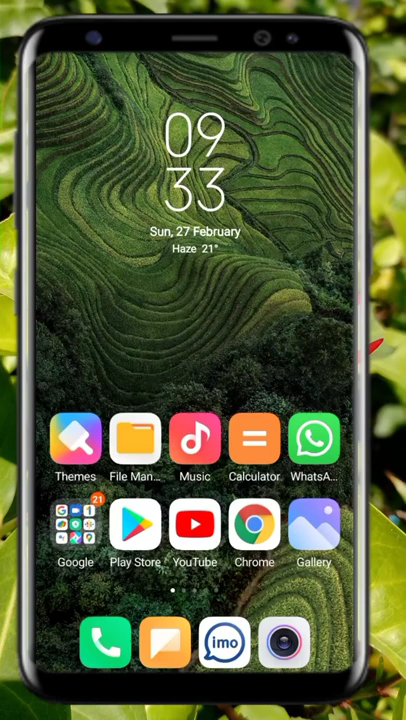 09
33
Sun, 27 February
Haze 21°
Themes
File Man...
Music
Calculator
WhatsA...
21
Google
Play Store
YouTube
Chrome
Gallery
imo